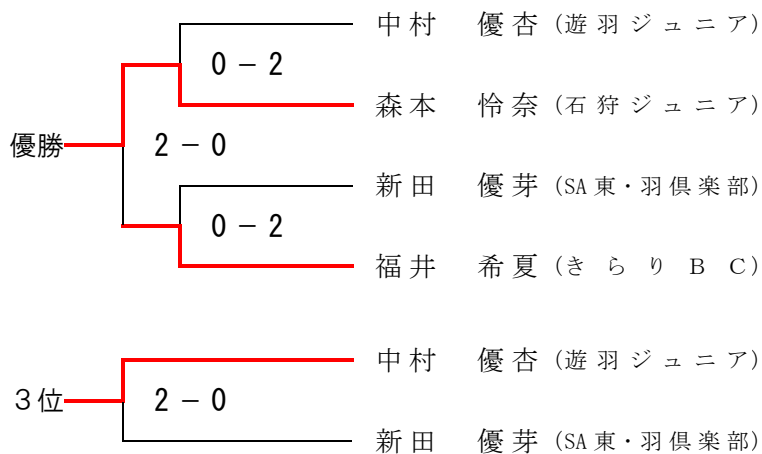 中村 優杏 (遊羽ジュニア)
0－2
森本 怜奈 (石狩ジュニア)
優勝 2－0
新田 優芽 (SA東・羽倶楽部)
0－2
福井 希夏 (きらりＢＣ)
中村 優杏 (遊羽ジュニア)
３位 2－0
新田 優芽 (SA東・羽倶楽部)